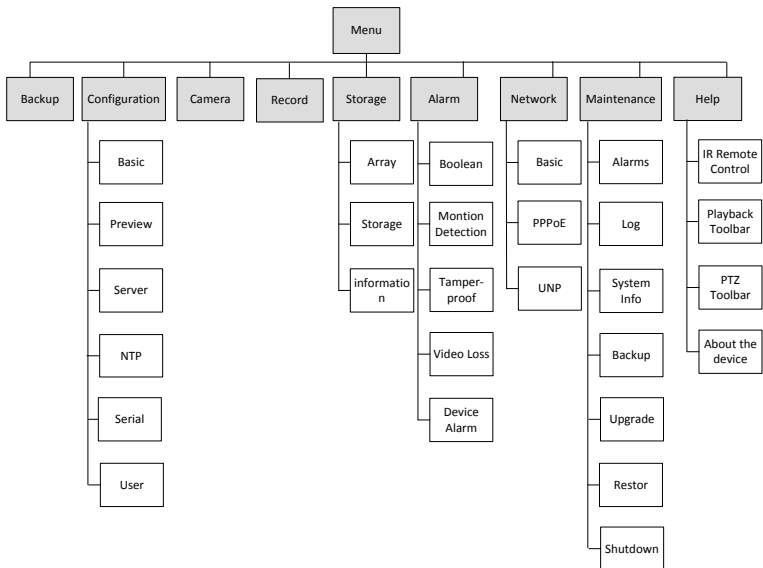 Menu
Backup
Configuration
Camera
Record
Storage
Alarm
Network
Maintenance
Help
Basic
Preview
Server
NTP
Serial
User
Array
Storage
informatio
n
Boolean
Montion
Detection
Tamper-
proof
Video Loss
Device
Alarm
Basic
PPPoE
UNP
Alarms
Log
System
Info
Backup
Upgrade
Restor
Shutdown
IR Remote
Control
Playback
Toolbar
PTZ
Toolbar
About the
device